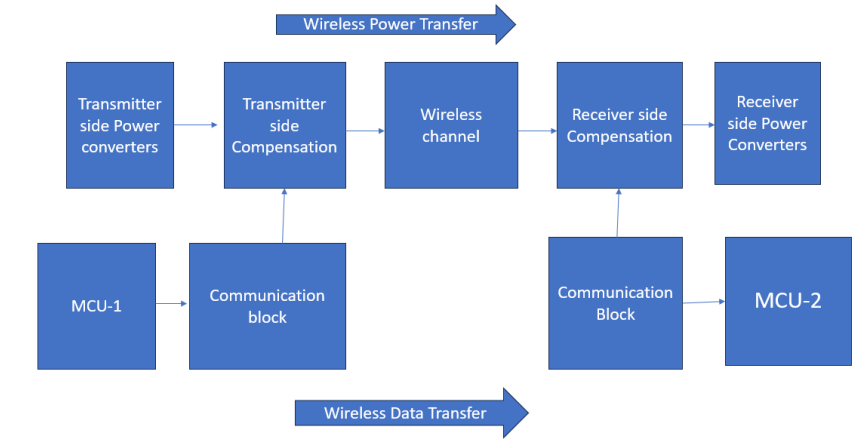 Wireless Power Transfer
Transmitter
side Power
converters
Transmitter
side
Compensation
Wireless
channel
Receiver side
Compensation
Receiver
side Power
Converters
MCU-1
Communication
block
Communication
Block
MCU-2
Wireless Data Transfer